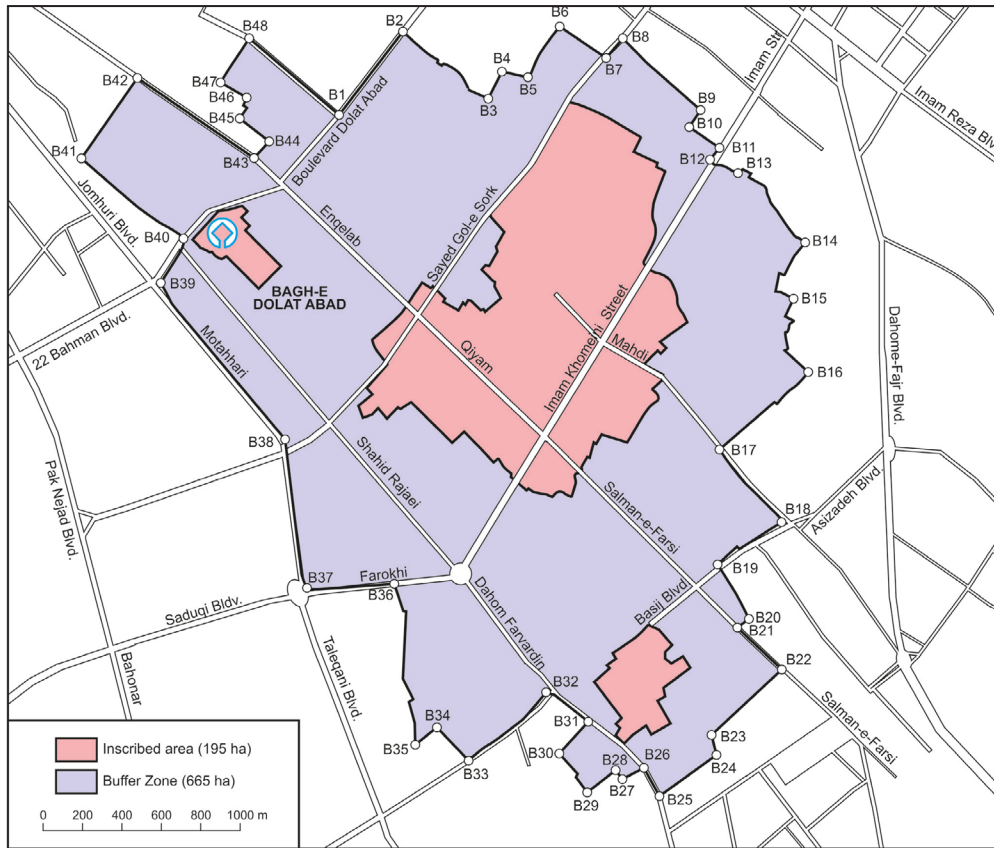 B48
B2
B6
B8
Imam Str.
B42
B47
B46
B45
B44
B1
B4
B5
B3
B7
B9
B10
B11
B12
B13
Imam Reza Blv.
B41
B43
Boulevard Dolat Abad
Jomhuri Blvd.
Enqelab
Sayed Gol-e Sork
B40
B14
B39
BAGH-E
DOLAT ABAD
B15
22 Bahman Blvd.
Motahhari
Qiyam
Imam Khomeini Street
Mahdi
Dahome-Fajr Blvd.
B16
B38
B17
Pak Nejad Blvd.
Shahid Rajaei
Salman-e-Farsi
B18
Asizadeh Blvd.
B19
B37
Farokhi
B36
Saduqi Bldv.
Dahom Farvardin
Basij Blvd.
B20
B21
Bahonar
Taleqani Blvd.
B22
Salman-e-Farsi
B32
B31
B34
B35
B33
B30
B28
B26
B27
B29
B25
B23
B24
Inscribed area (195 ha)
Buffer Zone (665 ha)
0 200 400 600 800 1000 m